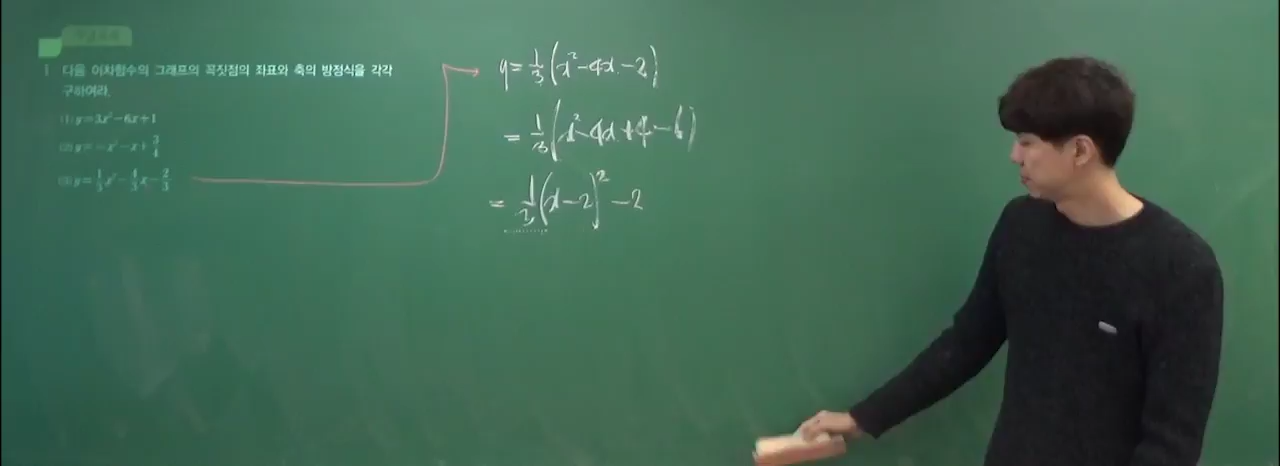 1 다음 이차함수의 그래프의 꼭짓점의 좌표와 축의 방정식을 각각
구하여라.
(1) y=3x²-6x+1
(2) y=-x²-x+3/4
(3) y=1/3x²-4/3x-2/3
y=1/3(x²-4x-2)
=1/3(x²-4x+4-6)
=1/3(x-2)²-2